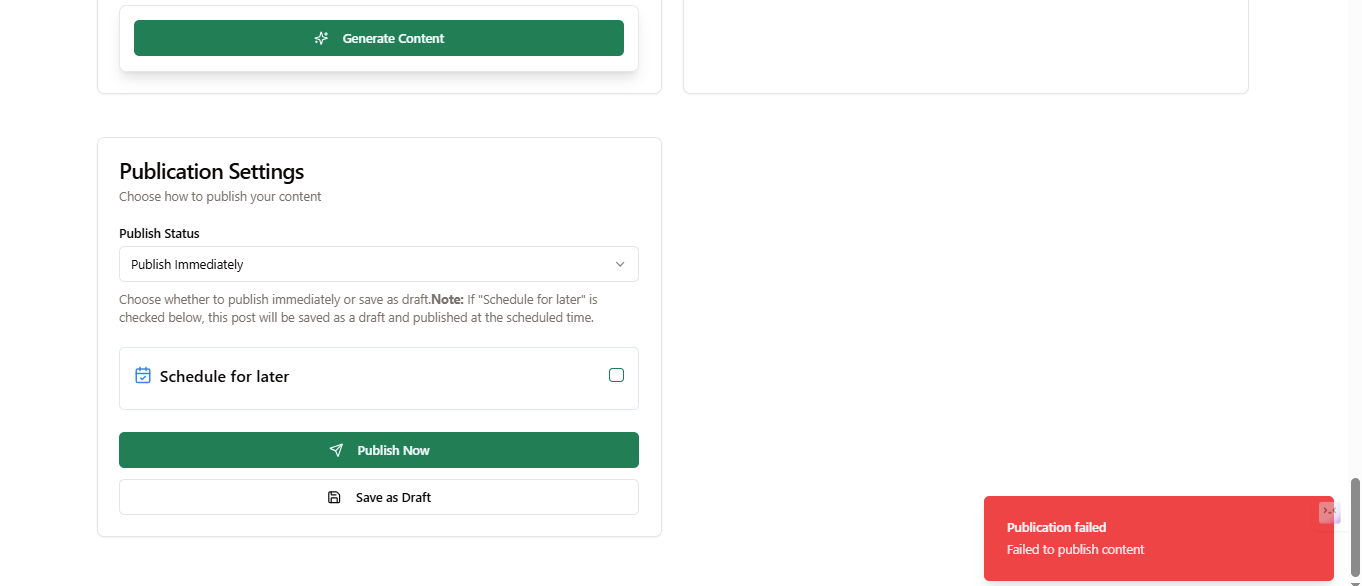 Generate Content
Publication Settings
Choose how to publish your content
Publish Status
Publish Immediately
Choose whether to publish immediately or save as draft.Note: If "Schedule for later" is
checked below, this post will be saved as a draft and published at the scheduled time.
Schedule for later
Publish Now
Save as Draft
Publication failed
Failed to publish content